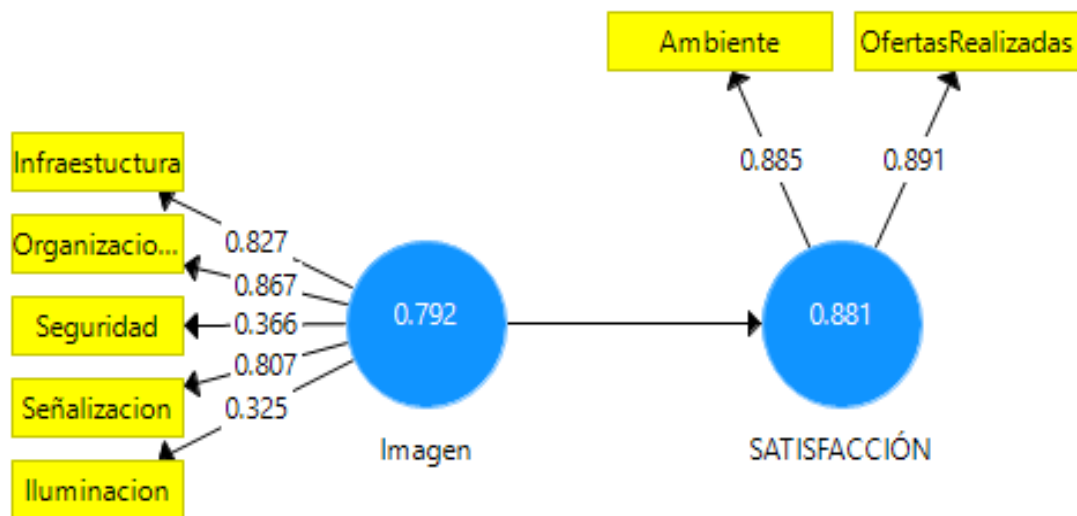 Ambiente
OfertasRealizadas
0.885
0.891
Infraestuctura
Organizacio...
Seguridad
Señalizacion
Iluminacion
0.827
0.867
0.366
0.807
0.325
0.792
Imagen
0.881
SATISFACCIÓN